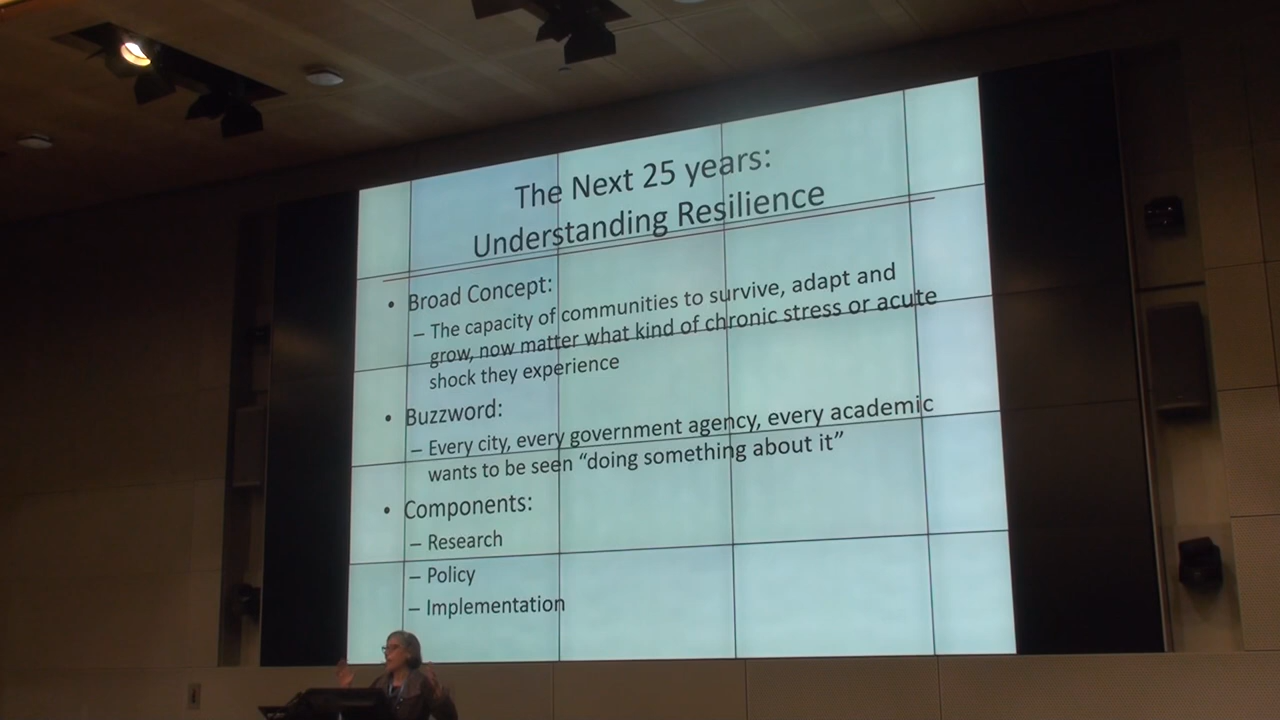 The Next 25 years:
Understanding Resilience
• Broad Concept:
– The capacity of communities to survive, adapt and
grow, now matter what kind of chronic stress or acute
shock they experience
• Buzzword:
– Every city, every government agency, every academic
wants to be seen “doing something about it”
• Components:
– Research
– Policy
– Implementation